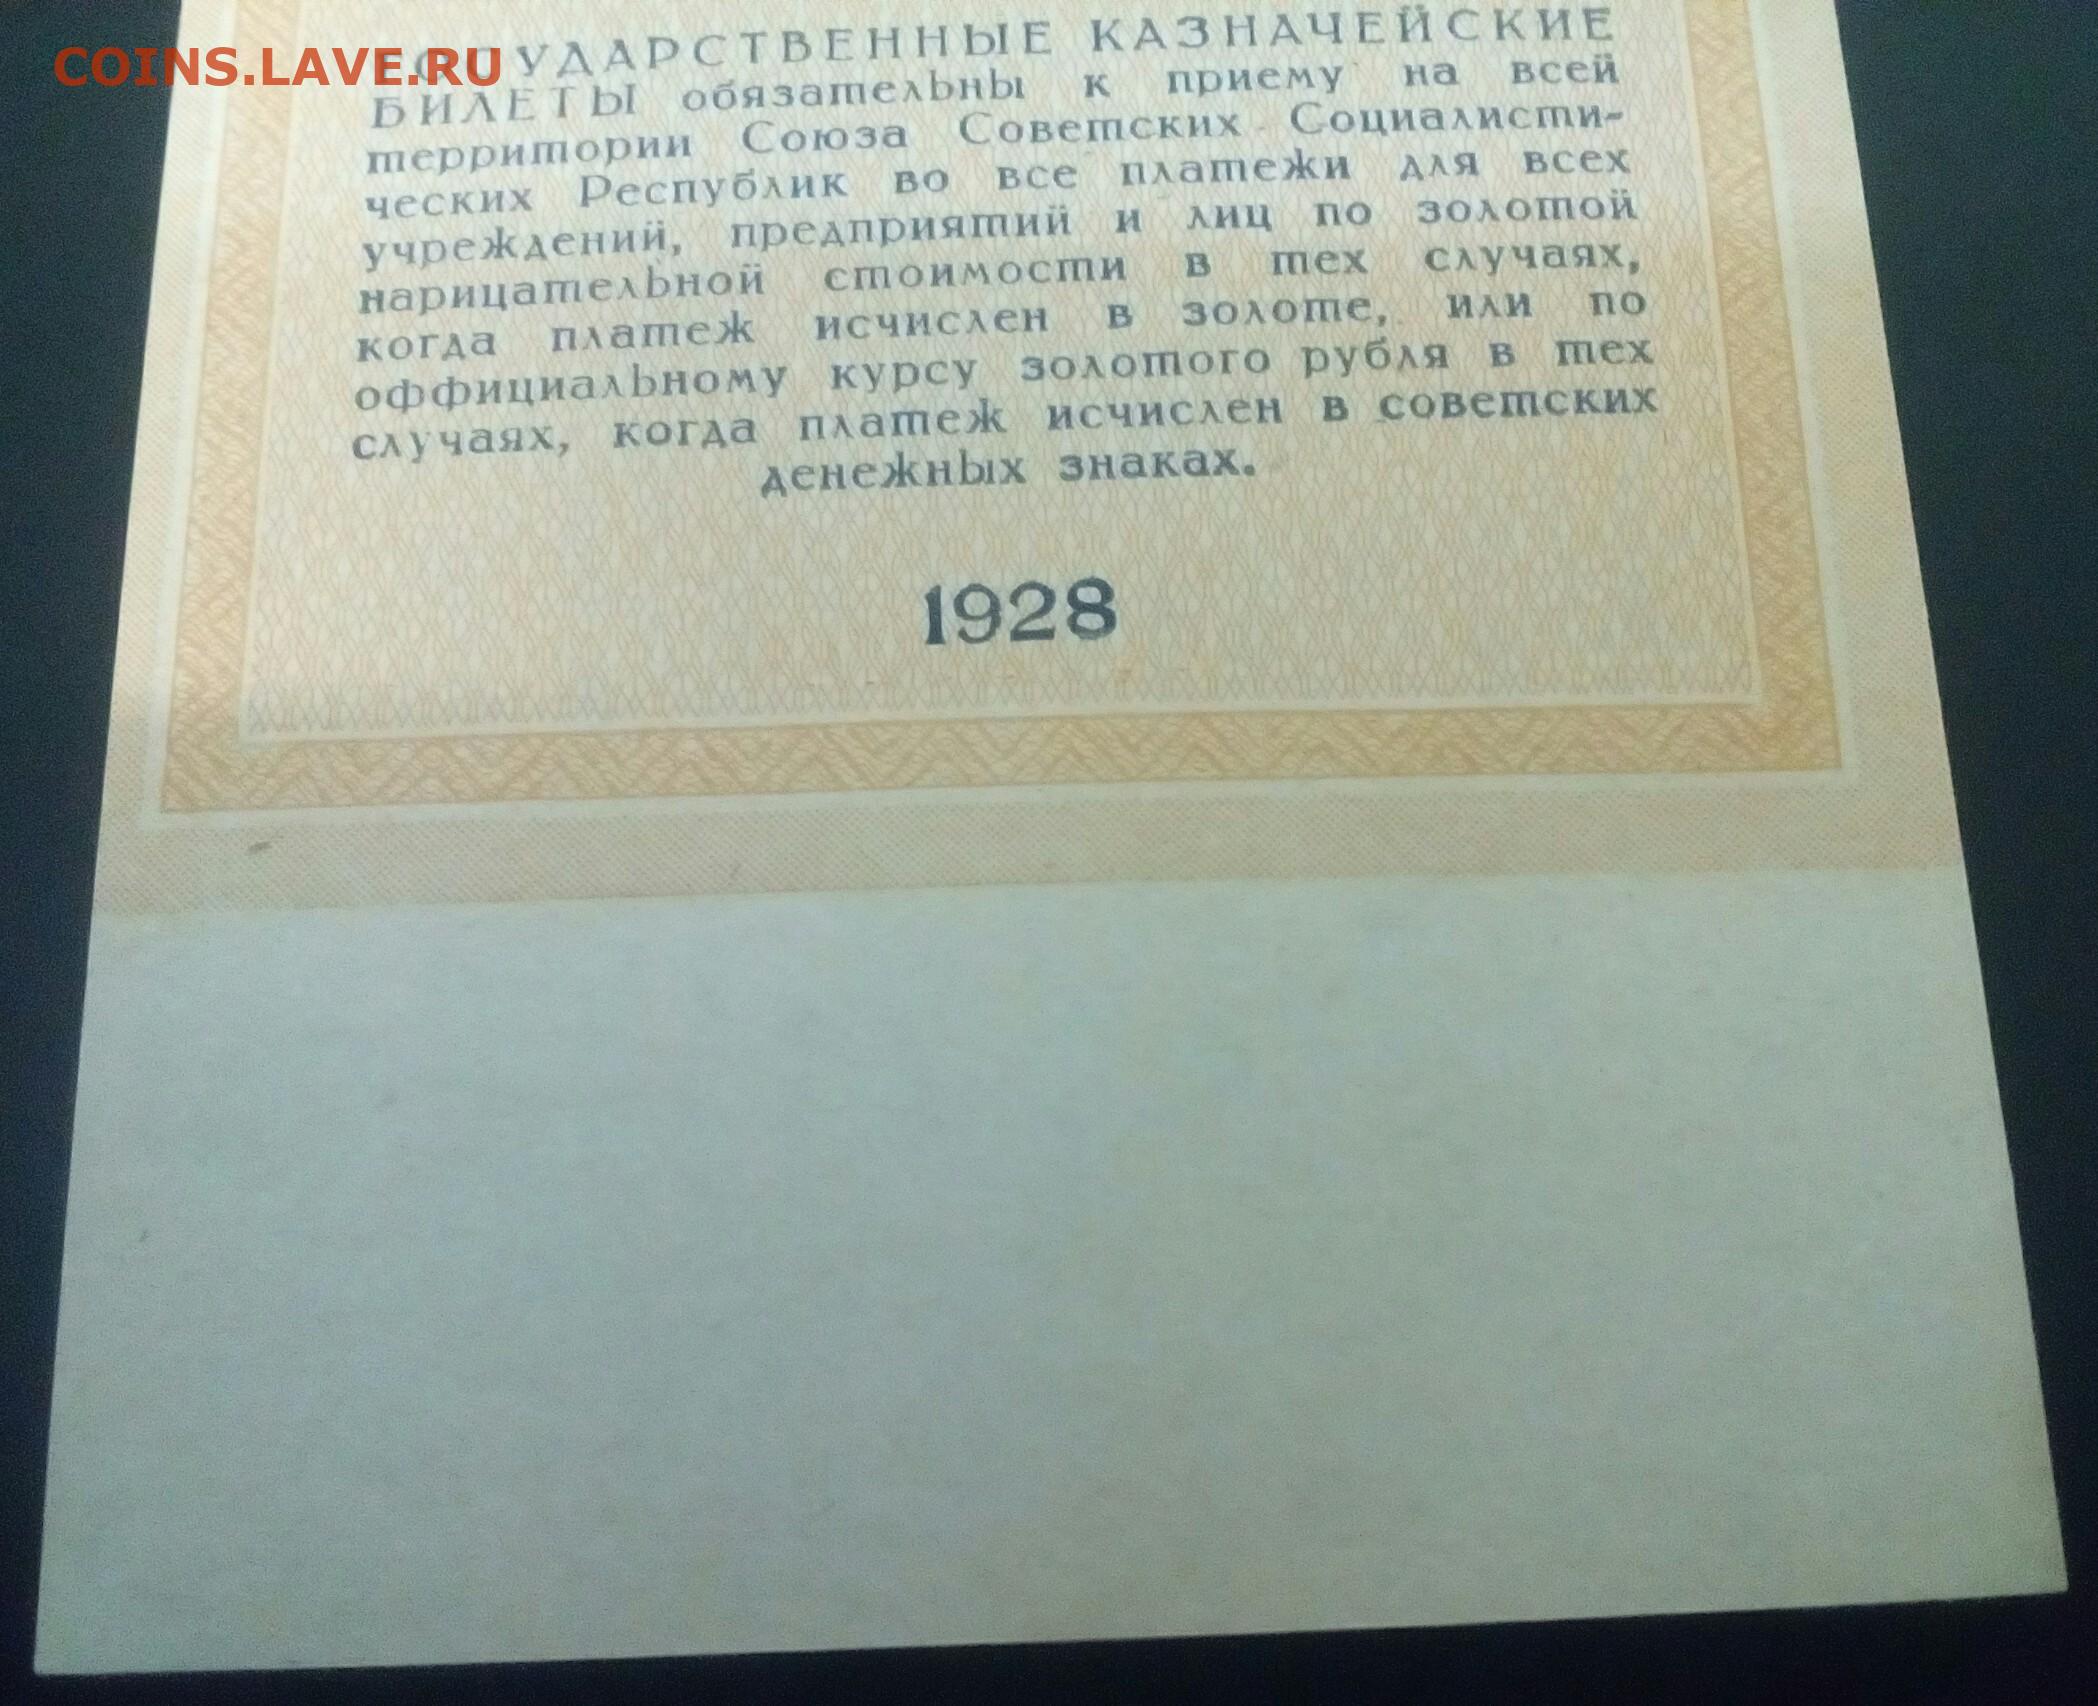 COINS.LAVE.RU
ГОСУДАРСТВЕННЫЕ КАЗНАЧЕЙСКИЕ
БИЛЕТЫ обязательны к приему на всей
территории Союза Советских Социалисти-
ческих Республик во все платежи для всех
учреждений, предприятий и лиц по золотой
нарицательной стоимости в тех случаях,
когда платеж исчислен в золоте, или по
оффициальному курсу золотого рубля в тех
случаях, когда платеж исчислен в советских
денежных знаках.
1928